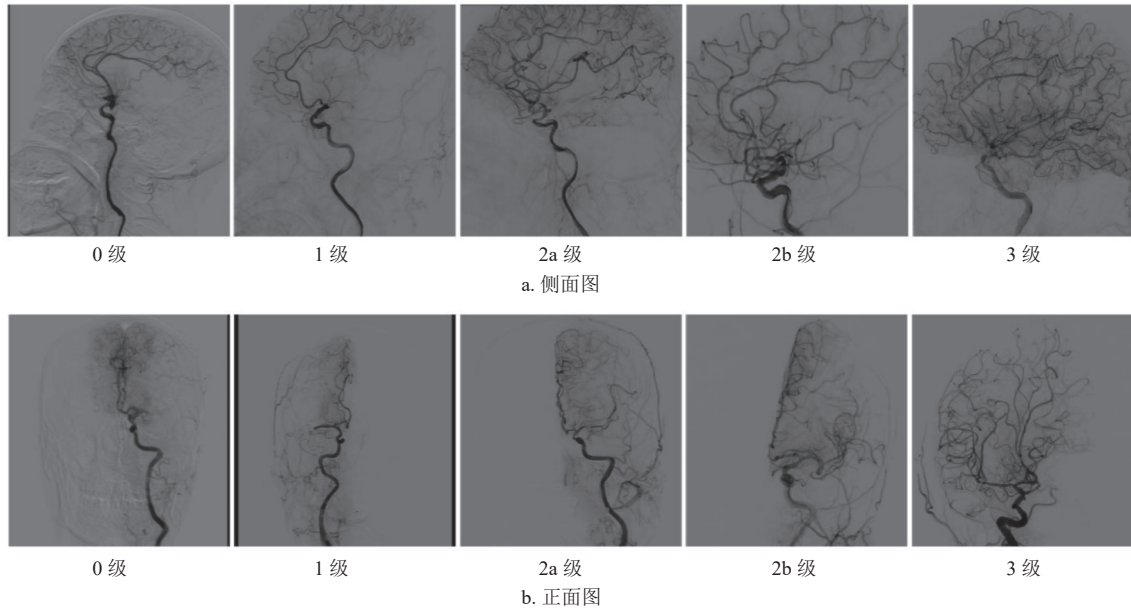 0 级 1 级 2a 级 2b 级 3 级
a. 侧面图
0 级 1 级 2a 级 2b 级 3 级
b. 正面图